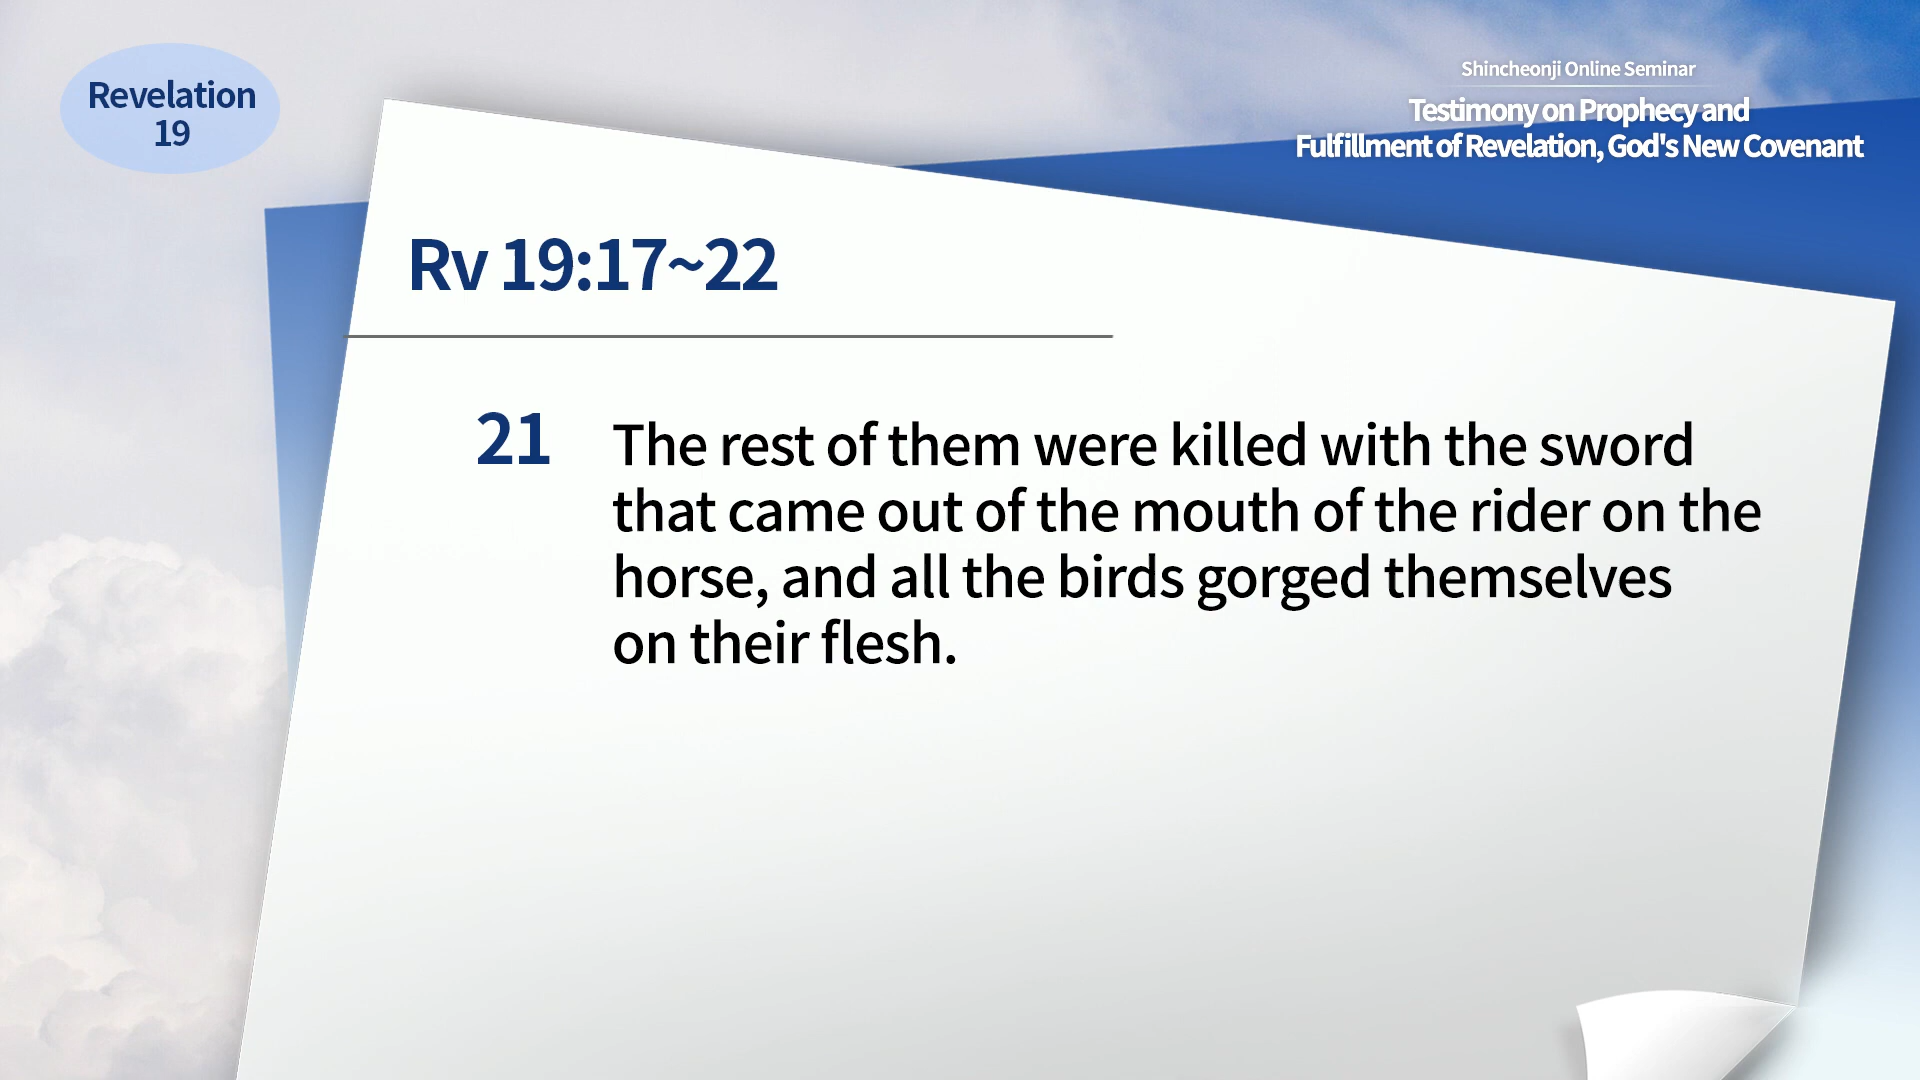 Revelation
19
Shincheonji Online Seminar
Testimony on Prophecy and
Fulfillment of Revelation, God's New Covenant
Rv 19:17~22
21 The rest of them were killed with the sword
that came out of the mouth of the rider on the
horse, and all the birds gorged themselves
on their flesh.